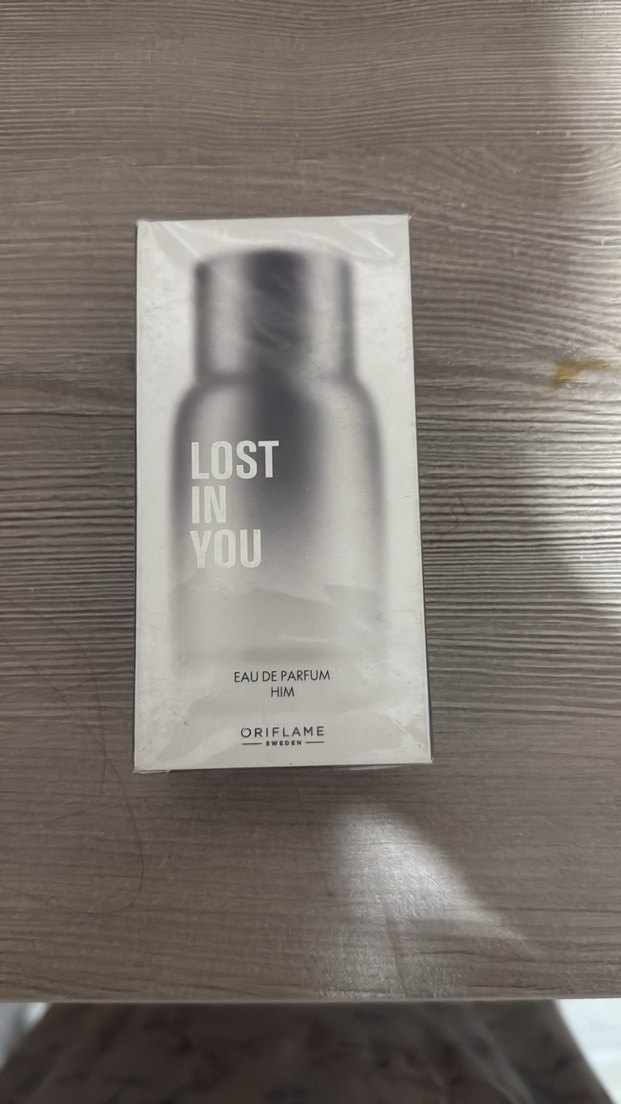 LOST
IN
YOU
EAU DE PARFUM
HIM
ORIFLAME
SWEDEN